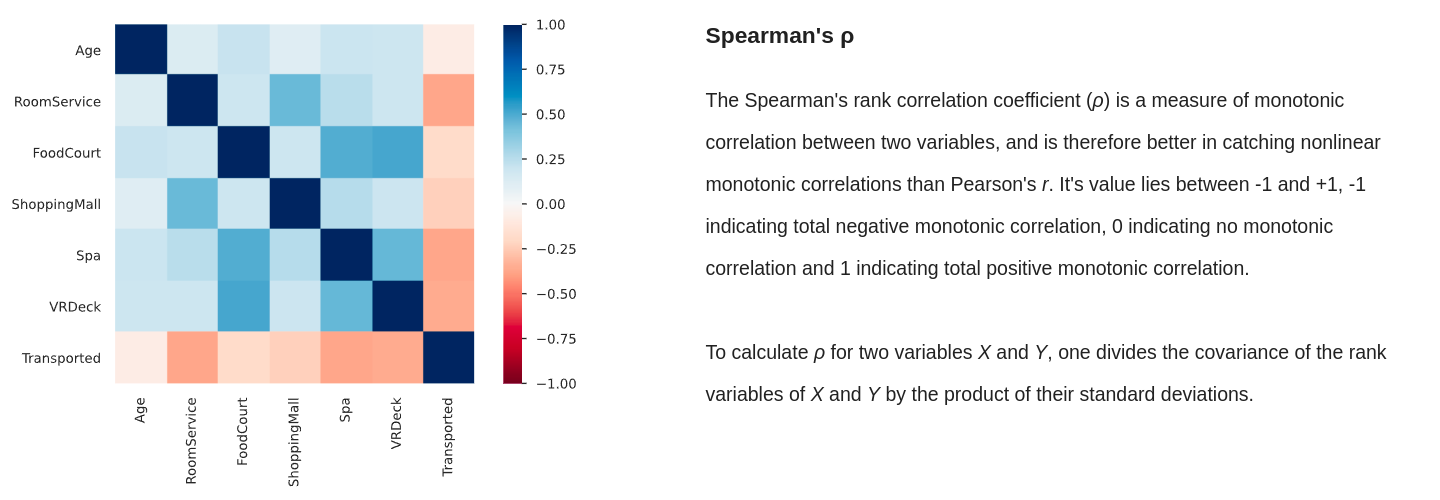 Age
RoomService
FoodCourt
ShoppingMall
Spa
VRDeck
Transported
Age
RoomService
FoodCourt
ShoppingMall
Spa
VRDeck
Transported
1.00
0.75
0.50
0.25
0.00
−0.25
−0.50
−0.75
−1.00
Spearman's ρ
The Spearman's rank correlation coefficient (ρ) is a measure of monotonic
correlation between two variables, and is therefore better in catching nonlinear
monotonic correlations than Pearson's r. It's value lies between -1 and +1, -1
indicating total negative monotonic correlation, 0 indicating no monotonic
correlation and 1 indicating total positive monotonic correlation.
To calculate ρ for two variables X and Y, one divides the covariance of the rank
variables of X and Y by the product of their standard deviations.